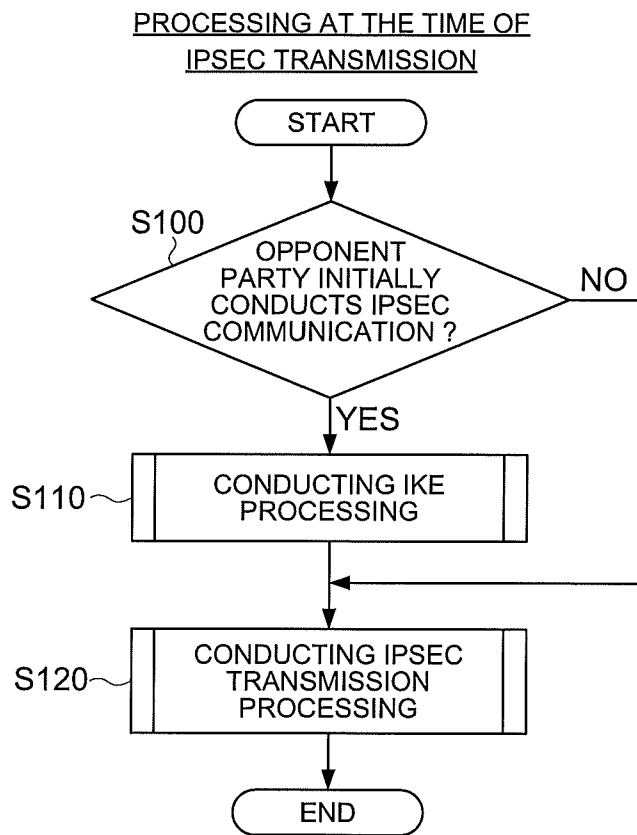 PROCESSING AT THE TIME OF
IPSEC TRANSMISSION
START
S100
OPPONENT
PARTY INITIALLY
CONDUCTS IPSEC
COMMUNICATION ?
NO
YES
S110
CONDUCTING IKE
PROCESSING
S120
CONDUCTING IPSEC
TRANSMISSION
PROCESSING
END